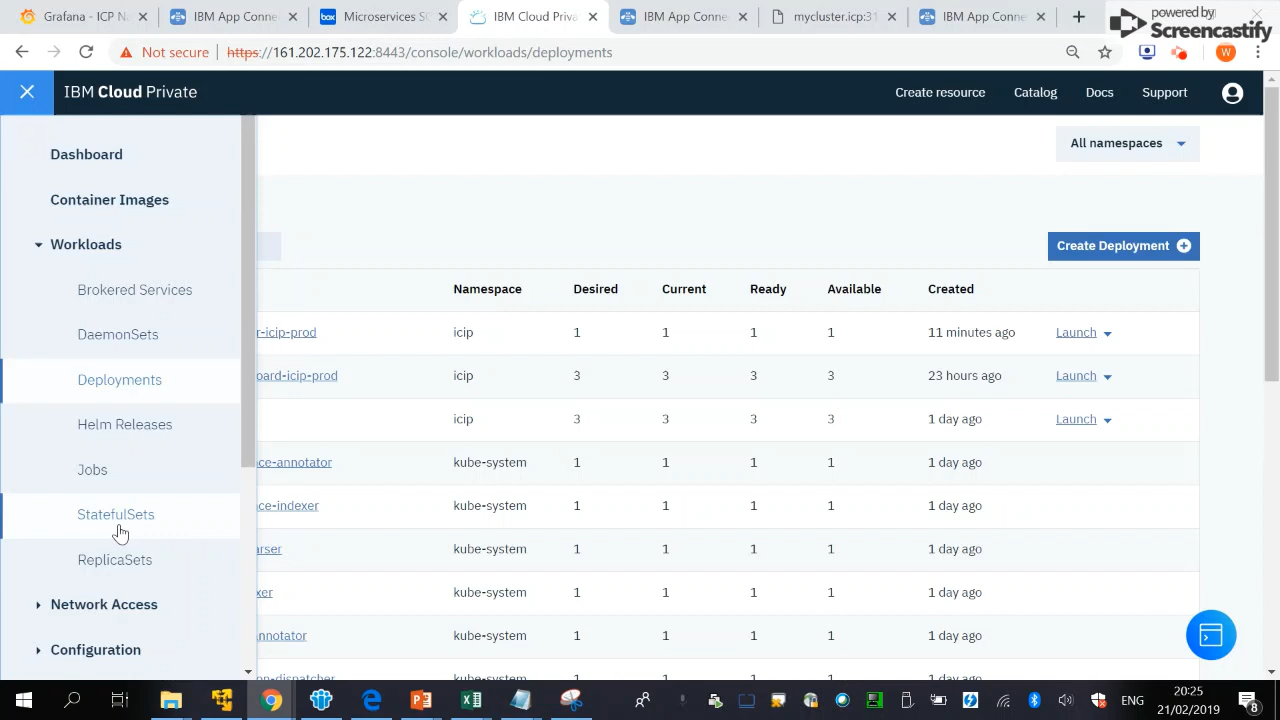 Grafana - ICP Namesp
IBM App Connect
Microservices SC
IBM Cloud Priva
IBM App Connec
mycluster.icp:31
IBM App Conne
powered by
Screencastify
Not secure
https://161.202.175.122:8443/console/workloads/deployments
W
IBM Cloud Private
Create resource
Catalog
Docs
Support
Dashboard
Container Images
Workloads
Brokered Services
DaemonSets
Deployments
Helm Releases
Jobs
StatefulSets
ReplicaSets
Network Access
Configuration
All namespaces
Create Deployment
Namespace Desired Current Ready Available Created
r-icip-prod icip 1 1 1 1 11 minutes ago Launch
oard-icip-prod icip 3 3 3 3 23 hours ago Launch
icip 3 3 3 3 1 day ago Launch
ce-annotator kube-system 1 1 1 1 1 day ago
ce-indexer kube-system 1 1 1 1 1 day ago
arser kube-system 1 1 1 1 1 day ago
xer kube-system 1 1 1 1 1 day ago
annotator kube-system 1 1 1 1 1 day ago
ENG
20:25
21/02/2019
8